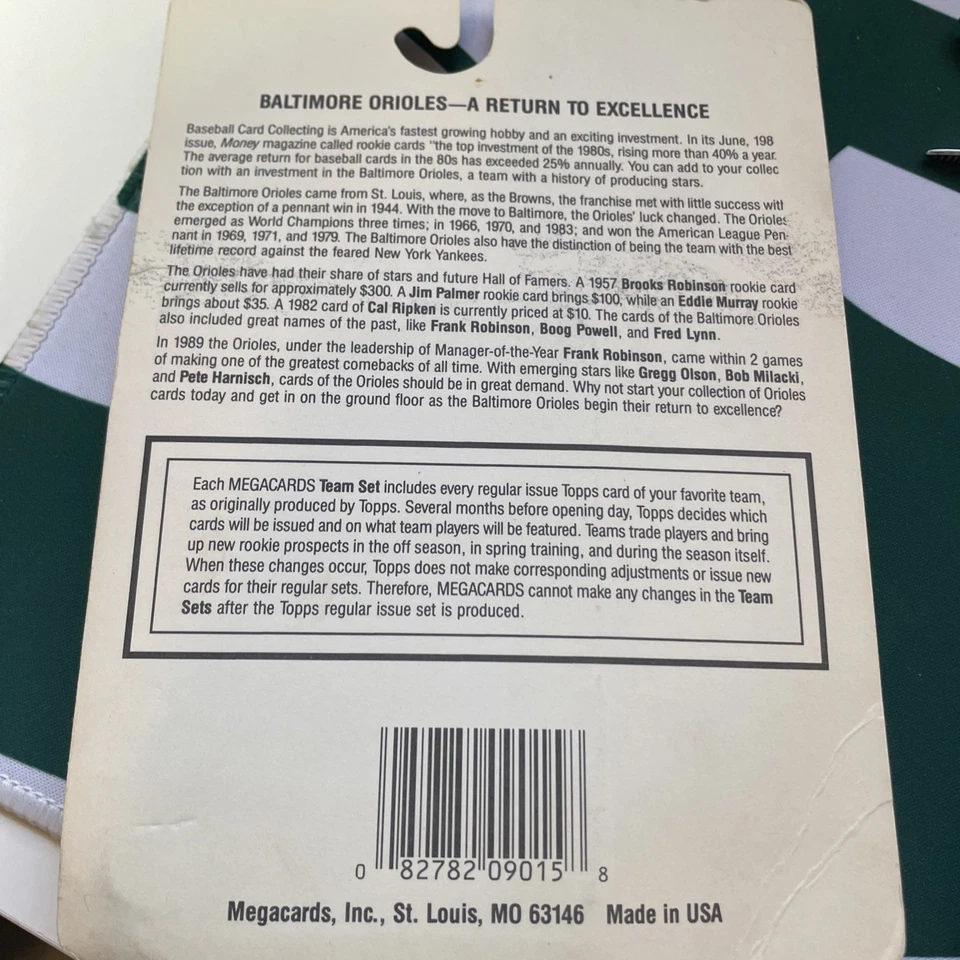 BALTIMORE ORIOLES—A RETURN TO EXCELLENCE
Baseball Card Collecting is America's fastest growing hobby and an exciting investment. In its June, 198
issue, Money magazine called rookie cards "the top investment of the 1980s, rising more than 40% a year.
The average return for baseball cards in the 80s has exceeded 25% annually. You can add to your collec
tion with an investment in the Baltimore Orioles, a team with a history of producing stars.
The Baltimore Orioles came from St. Louis, where, as the Browns, the franchise met with little success with
the exception of a pennant win in 1944. With the move to Baltimore, the Orioles' luck changed. The Orioles
emerged as World Champions three times; in 1966, 1970, and 1983; and won the American League Pen-
nant in 1969, 1971, and 1979. The Baltimore Orioles also have the distinction of being the team with the best
lifetime record against the feared New York Yankees.
The Orioles have had their share of stars and future Hall of Famers. A 1957 Brooks Robinson rookie card
currently sells for approximately $300. A Jim Palmer rookie card brings $100, while an Eddie Murray rookie
brings about $35. A 1982 card of Cal Ripken is currently priced at $10. The cards of the Baltimore Orioles
also included great names of the past, like Frank Robinson, Boog Powell, and Fred Lynn.
In 1989 the Orioles, under the leadership of Manager-of-the-Year Frank Robinson, came within 2 games
of making one of the greatest comebacks of all time. With emerging stars like Gregg Olson, Bob Milacki,
and Pete Harnisch, cards of the Orioles should be in great demand. Why not start your collection of Orioles
cards today and get in on the ground floor as the Baltimore Orioles begin their return to excellence?
Each MEGACARDS Team Set includes every regular issue Topps card of your favorite team,
as originally produced by Topps. Several months before opening day, Topps decides which
cards will be issued and on what team players will be featured. Teams trade players and bring
up new rookie prospects in the off season, in spring training, and during the season itself.
When these changes occur, Topps does not make corresponding adjustments or issue new
cards for their regular sets. Therefore, MEGACARDS cannot make any changes in the Team
Sets after the Topps regular issue set is produced.
0 82782 09015 8
Megacards, Inc., St. Louis, MO 63146 Made in USA